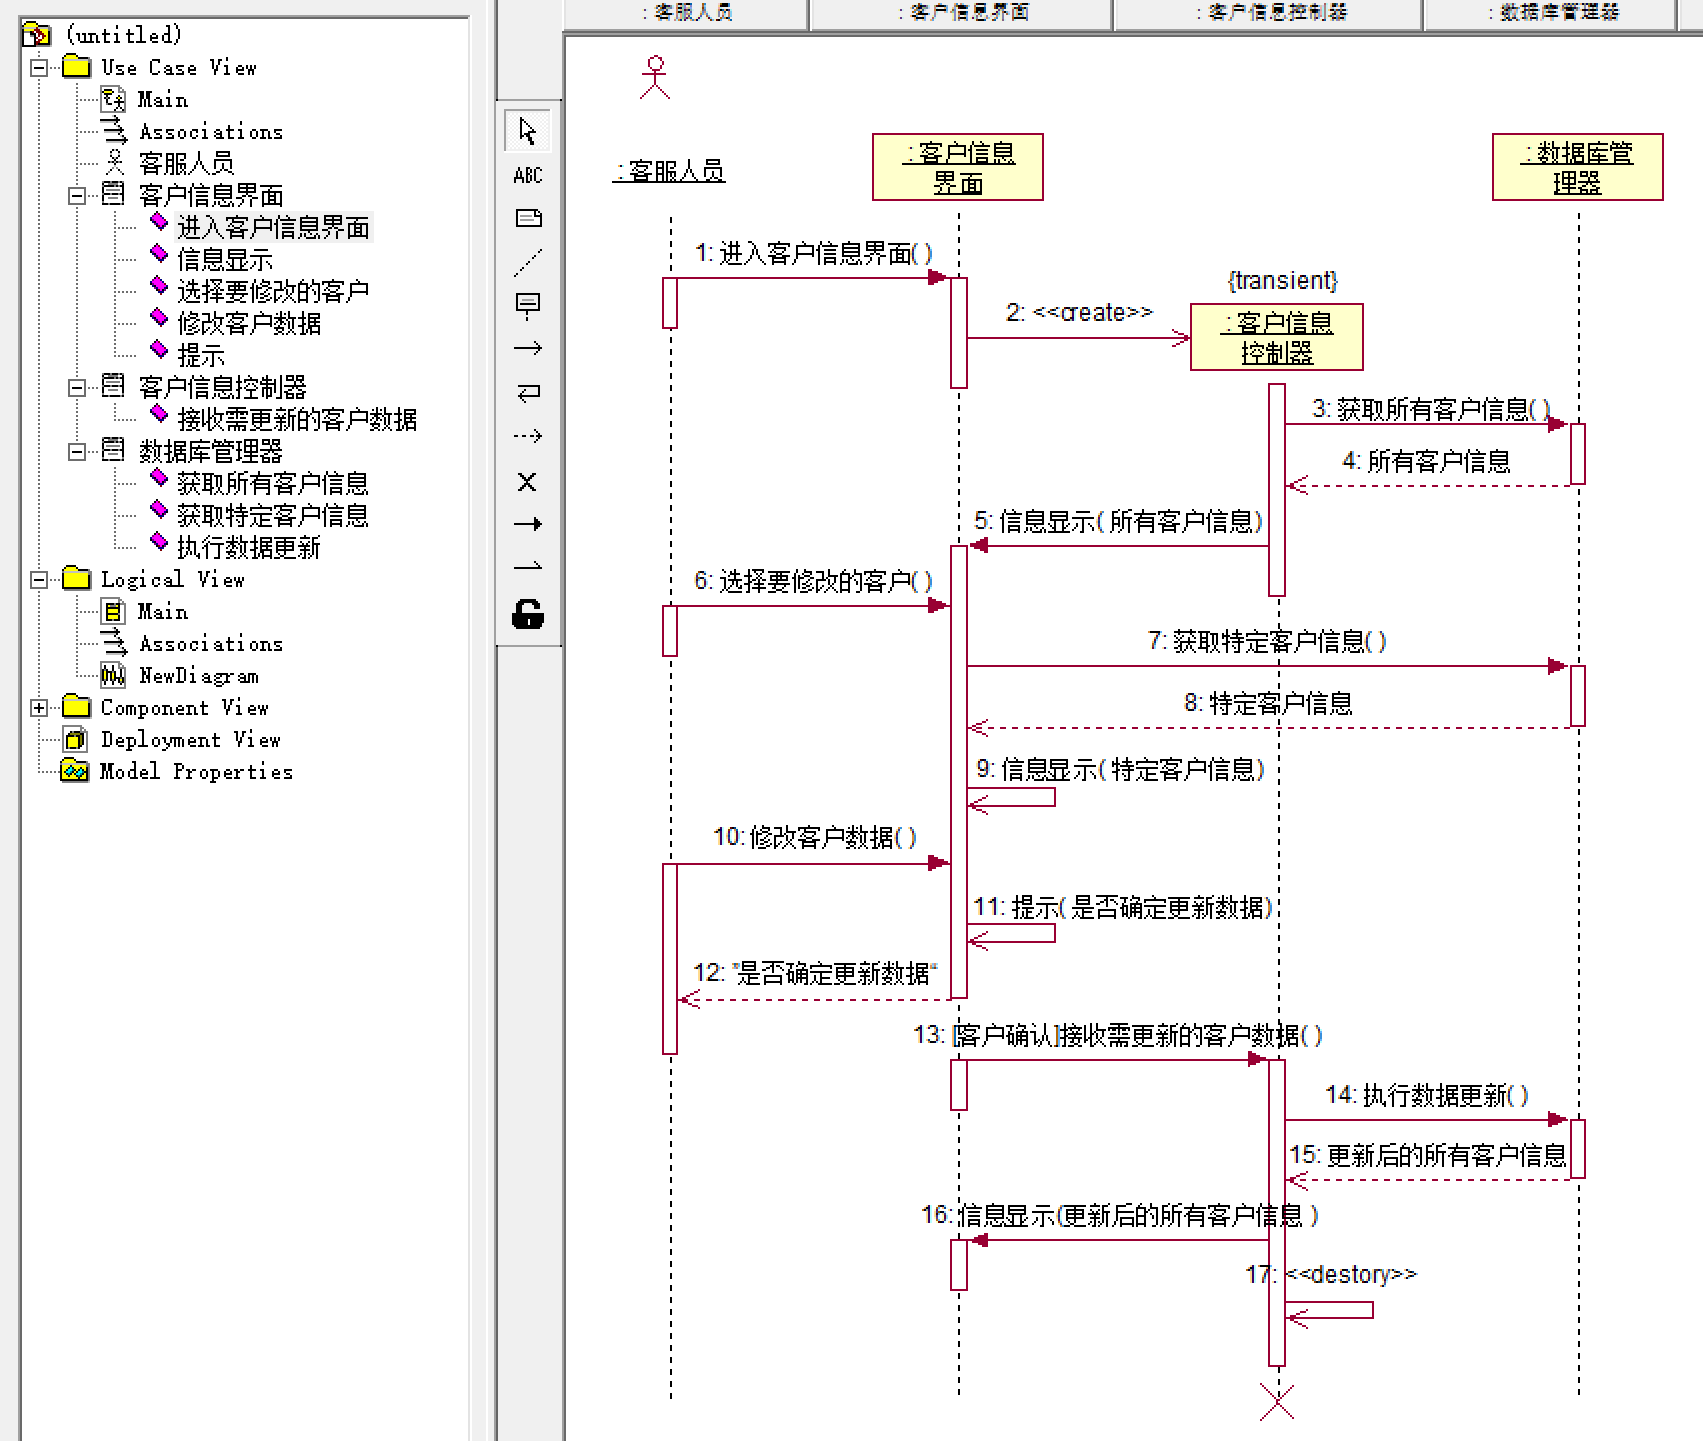 (untitled)
Use Case View
Main
Associations
客服人员
客户信息界面
进入客户信息界面
信息显示
选择要修改的客户
修改客户数据
提示
客户信息控制器
接收需更新的客户数据
数据库管理器
获取所有客户信息
获取特定客户信息
执行数据更新
Logical View
Main
Associations
NewDiagram
Component View
Deployment View
Model Properties
ABC
: 客服人员
: 客户信息界面
: 客户信息控制器
: 数据库管理器
: 客服人员
: 客户信息
界面
: 数据库管
理器
1: 进入客户信息界面( )
{transient}
2: <<create>>
: 客户信息
控制器
3: 获取所有客户信息( )
4: 所有客户信息
5: 信息显示( 所有客户信息)
6: 选择要修改的客户( )
7: 获取特定客户信息( )
8: 特定客户信息
9: 信息显示( 特定客户信息)
10: 修改客户数据( )
11: 提示( 是否确定更新数据)
12: "是否确定更新数据"
13: [客户确认]接收需更新的客户数据( )
14: 执行数据更新( )
15: 更新后的所有客户信息
16: 信息显示(更新后的所有客户信息 )
17: <<destory>>